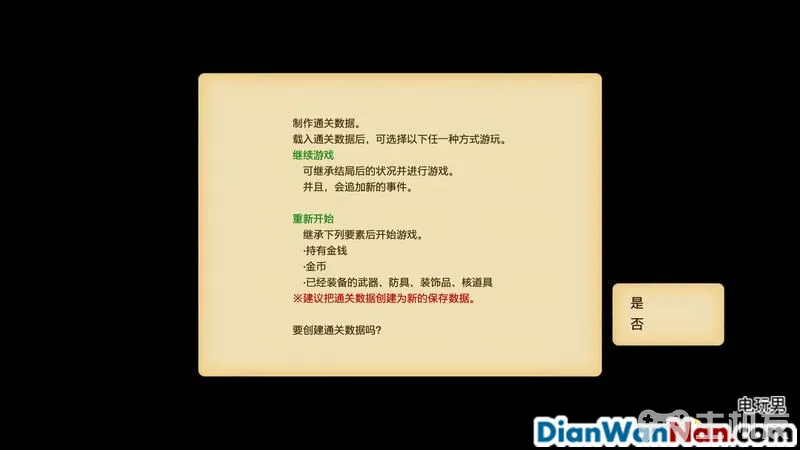 制作通关数据。
载入通关数据后，可选择以下任一种方式游玩。
继续游戏
可继承结局后的状况并进行游戏。
并且，会追加新的事件。
重新开始
继承下列要素后开始游戏。
·持有金钱
·金币
·已经装备的武器、防具、装饰品、核道具
※建议把通关数据创建为新的保存数据。
要创建通关数据吗？
是
否
电玩男
DianWanNan.com